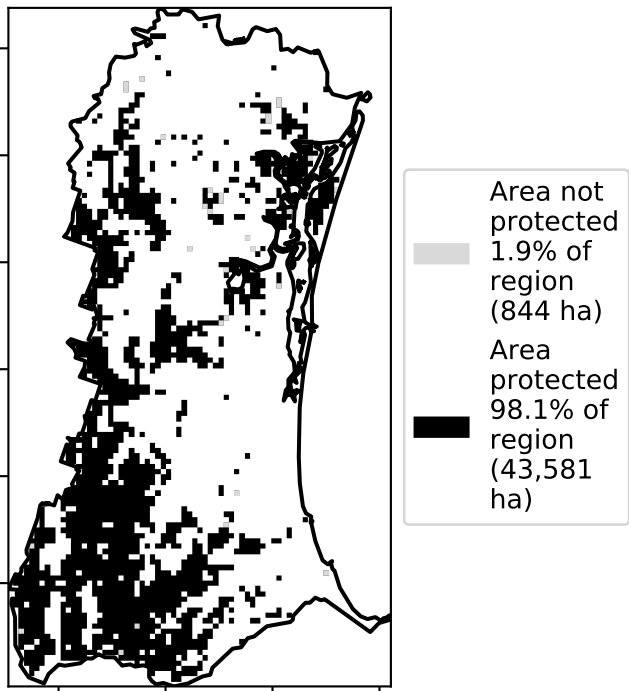 Area not
protected
1.9% of
region
(844 ha)
Area
protected
98.1% of
region
(43,581
ha)